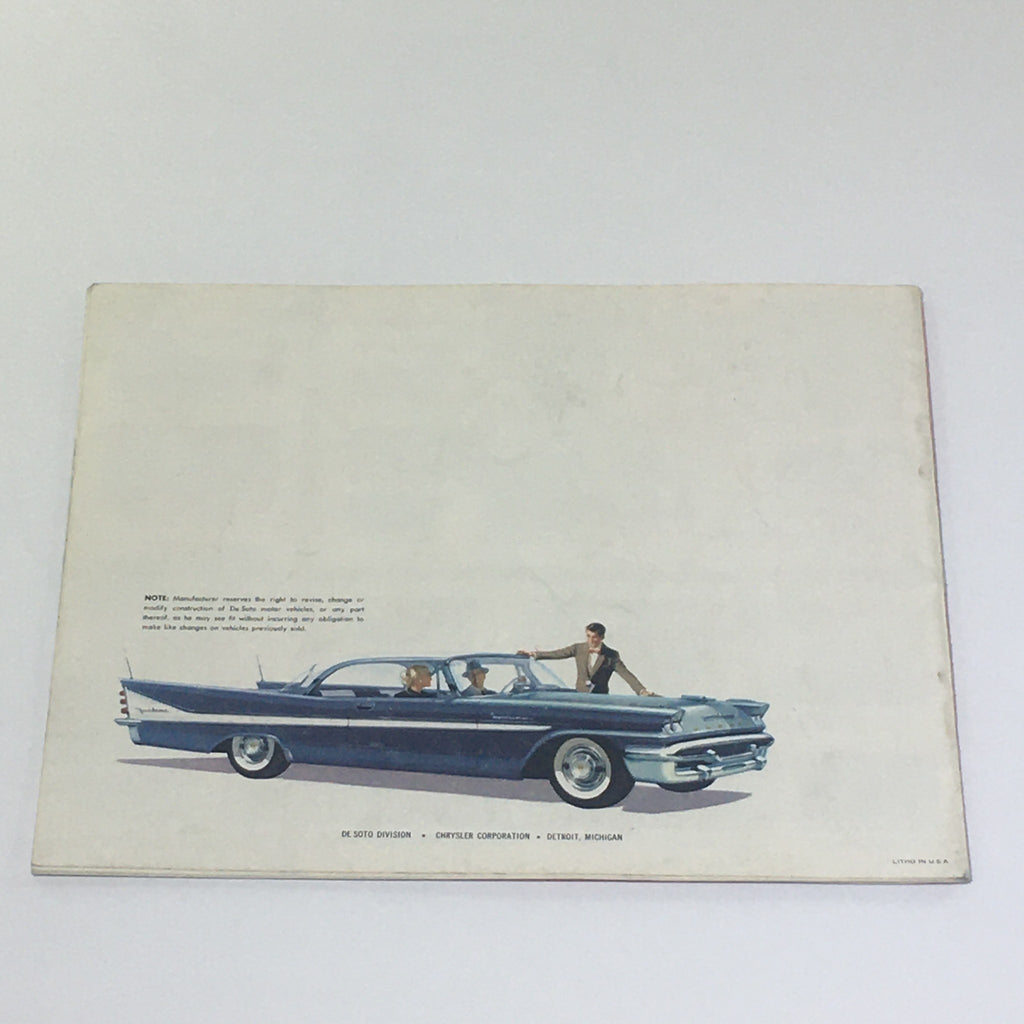 NOTE: Manufacturer reserves the right to revise, change or
modify construction of De Soto motor vehicles, or any part
thereof, as he may see fit without incurring any obligation to
make like changes on vehicles previously sold.
DE SOTO DIVISION • CHRYSLER CORPORATION • DETROIT, MICHIGAN
LITHO IN U.S.A